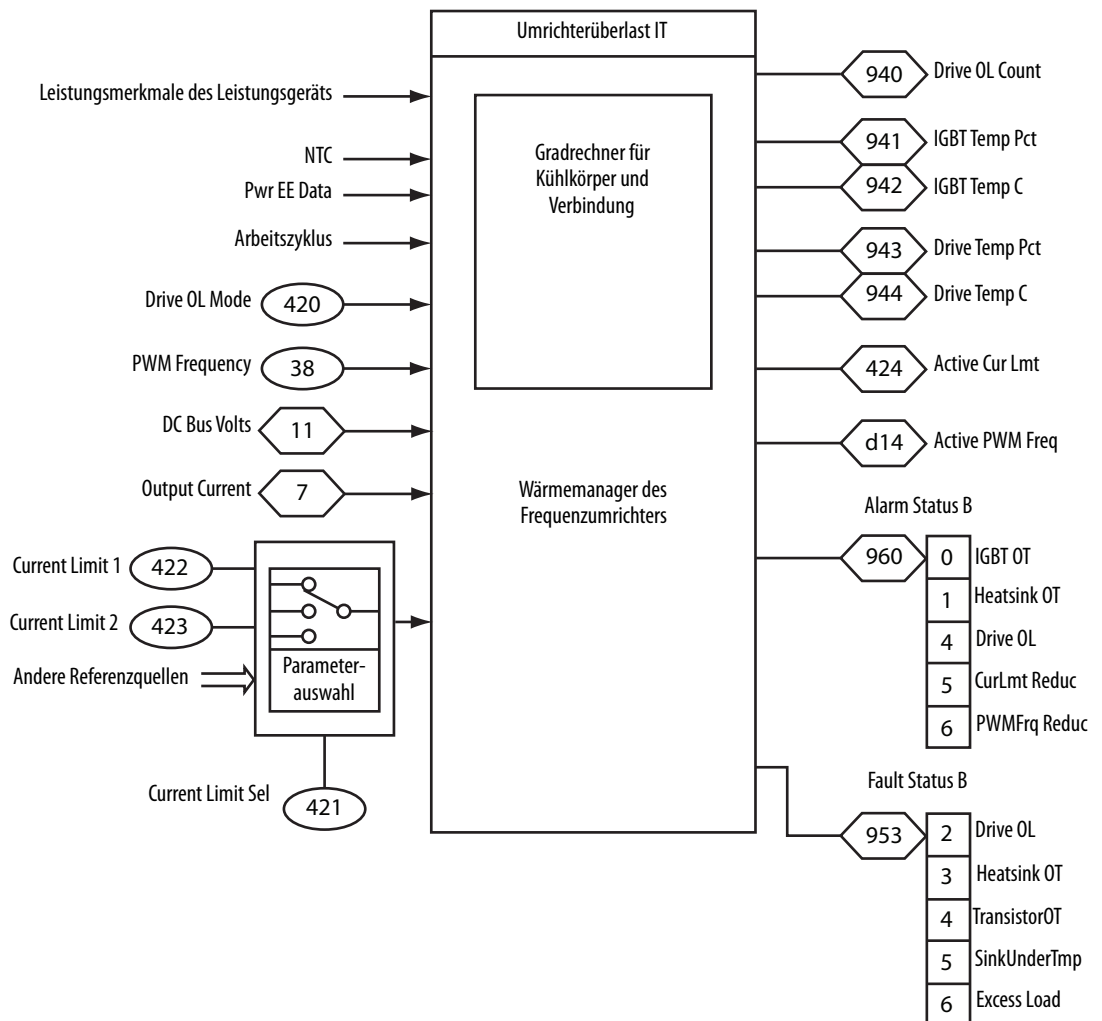 Umrichterüberlast IT
Leistungsmerkmale des Leistungsgeräts
NTC
Pwr EE Data
Arbeitszyklus
Drive OL Mode 420
PWM Frequency 38
DC Bus Volts 11
Output Current 7
Current Limit 1 422
Current Limit 2 423
Andere Referenzquellen
Parameter-
auswahl
Current Limit Sel 421
Gradrechner für
Kühlkörper und
Verbindung
Wärmemanager des
Frequenzumrichters
940 Drive OL Count
941 IGBT Temp Pct
942 IGBT Temp C
943 Drive Temp Pct
944 Drive Temp C
424 Active Cur Lmt
d14 Active PWM Freq
Alarm Status B
960 0 IGBT OT
1 Heatsink OT
4 Drive OL
5 CurLmt Reduc
6 PWMFrq Reduc
Fault Status B
953 2 Drive OL
3 Heatsink OT
4 TransistorOT
5 SinkUnderTmp
6 Excess Load